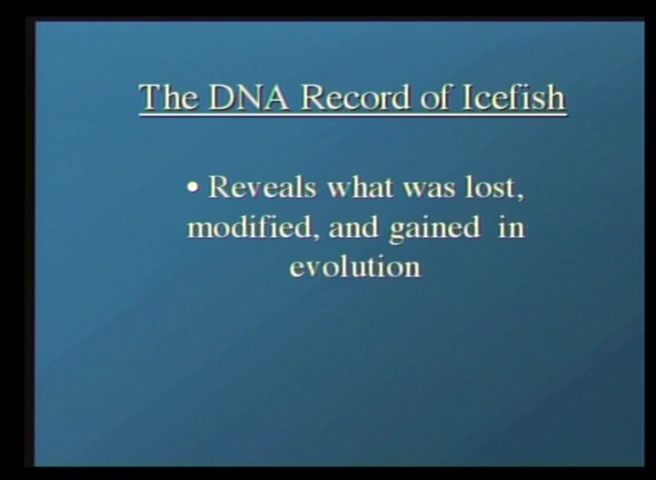 The DNA Record of Icefish
• Reveals what was lost,
modified, and gained in
evolution